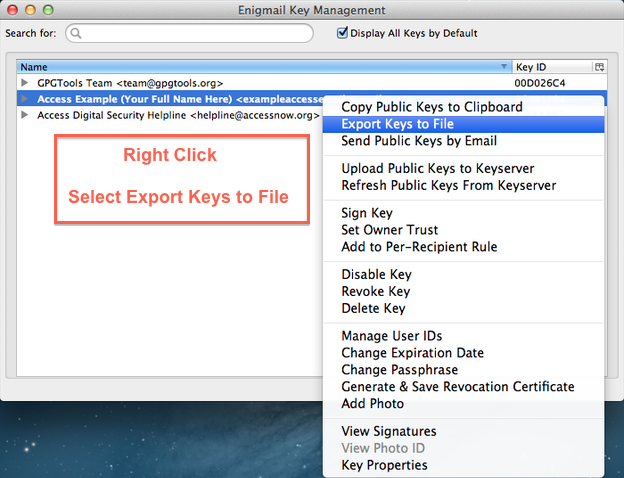 Enigmail Key Management
Search for:
Display All Keys by Default
Name
Key ID
GPGTools Team <team@gpgtools.org>
00D026C4
Access Example (Your Full Name Here)
Access Digital Security Helpline <helpline@accessnow.org>
Right Click
Select Export Keys to File
Copy Public Keys to Clipboard
Export Keys to File
Send Public Keys by Email
Upload Public Keys to Keyserver
Refresh Public Keys From Keyserver
Sign Key
Set Owner Trust
Add to Per-Recipient Rule
Disable Key
Revoke Key
Delete Key
Manage User IDs
Change Expiration Date
Change Passphrase
Generate & Save Revocation Certificate
Add Photo
View Signatures
View Photo ID
Key Properties